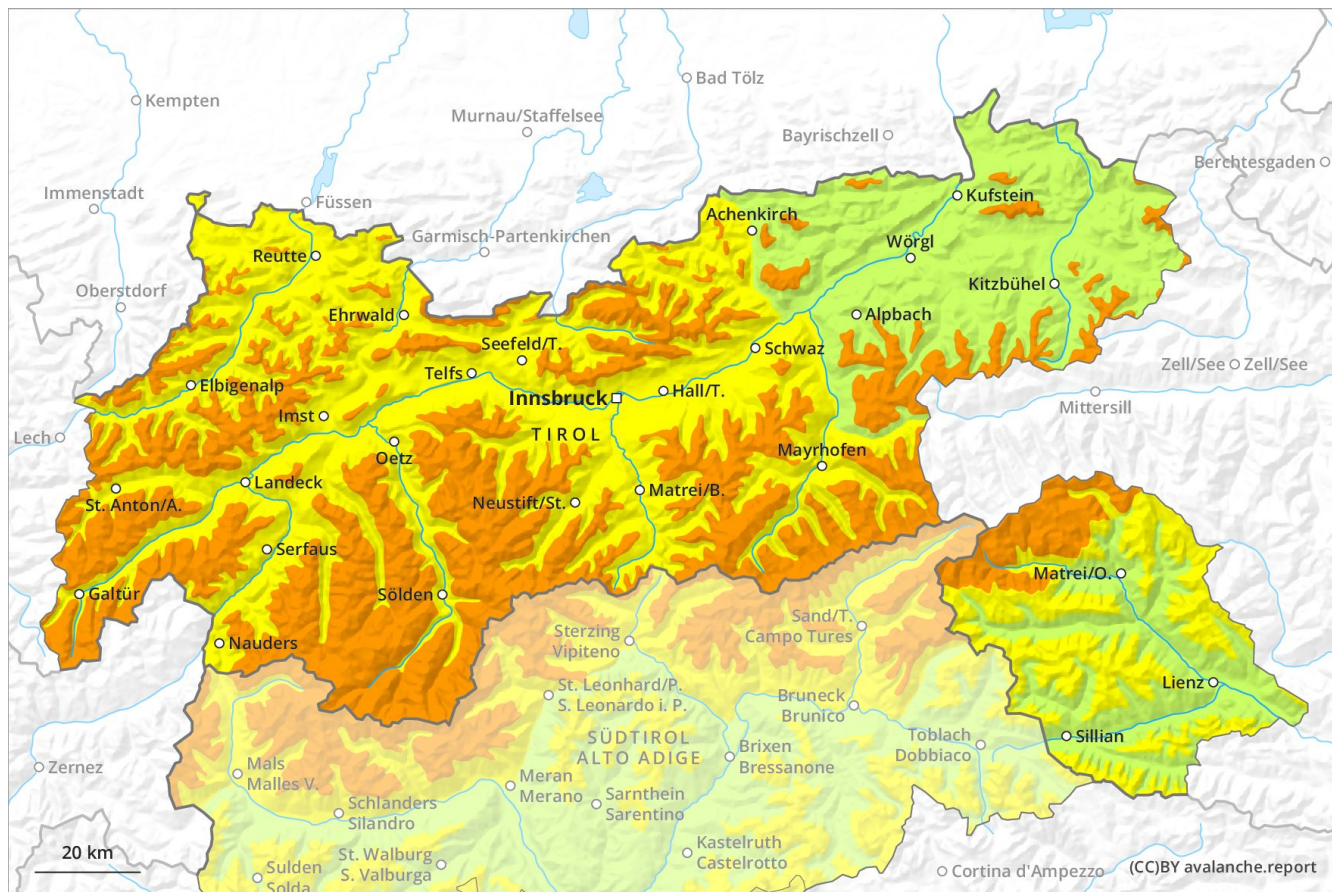 Bad Tölz
Kempten
Murnau/Staffelsee
Bayrischzell
Berchtesgaden
Immenstadt
Füssen
Kufstein
Achenkirch
Garmisch-Partenkirchen
Reutte
Wörgl
Oberstdorf
Kitzbühel
Ehrwald
Alpbach
Seefeld/T.
Schwaz
Zell/See
Zell/See
Telfs
Elbigenalp
Hall/T.
Innsbruck
Mittersill
Imst
Lech
TIROL
Oetz
Mayrhofen
Landeck
Matrei/B.
St. Anton/A.
Neustift/St.
Serfaus
Matrei/O.
Galtür
Sölden
Sand/T.
Campo Tures
Sterzing
Vipiteno
Nauders
Lienz
St. Leonhard/P.
S. Leonardo i. P.
Bruneck
Brunico
Sillian
SÜDTIROL
ALTO ADIGE
Toblach
Dobbiaco
Brixen
Bressanone
Zernez
Mals
Malles V.
Meran
Merano
Sarnthein
Sarentino
Schlanders
Silandro
Kastelruth
Castelrotto
20 km
St. Walburg
S. Valburga
Sulden
Solda
Cortina d'Ampezzo
(CC)BY avalanche.report